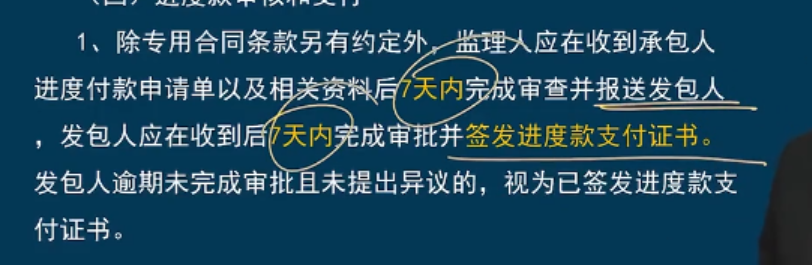 （四）进度款审核和支付
1、除专用合同条款另有约定外，监理人应在收到承包人
进度付款申请单以及相关资料后7天内完成审查并报送发包人
，发包人应在收到后7天内完成审批并签发进度款支付证书。
发包人逾期未完成审批且未提出异议的，视为已签发进度款支
付证书。